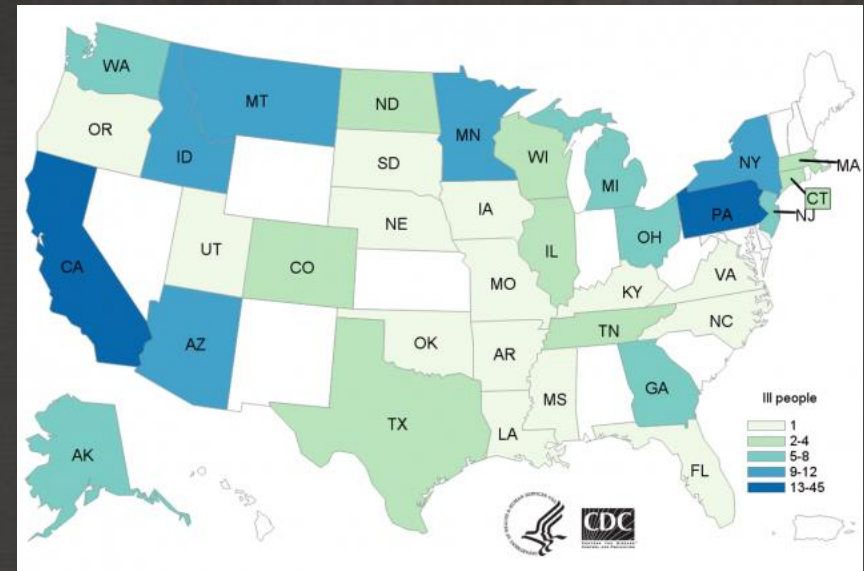 WA
MT
ND
MN
OR
ID
SD
WI
MI
NY
MA
CT
NJ
PA
IA
NE
OH
IL
UT
CO
CA
MO
KY
VA
NC
TN
OK
AR
AZ
MS
GA
TX
LA
FL
AK
Ill people
1
2-4
5-8
9-12
13-45
CDC